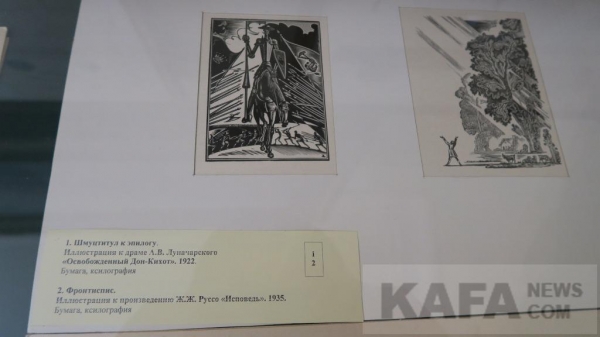 1. Шмуцтитул к эпилогу.
Иллюстрация к драме А.В. Луначарского
«Освобожденный Дон-Кихот». 1922.
Бумага, ксилография
1
2
2. Фронтиспис.
Иллюстрация к произведению Ж.Ж. Руссо «Исповедь». 1935.
Бумага, ксилография
KAFA NEWS
.COM